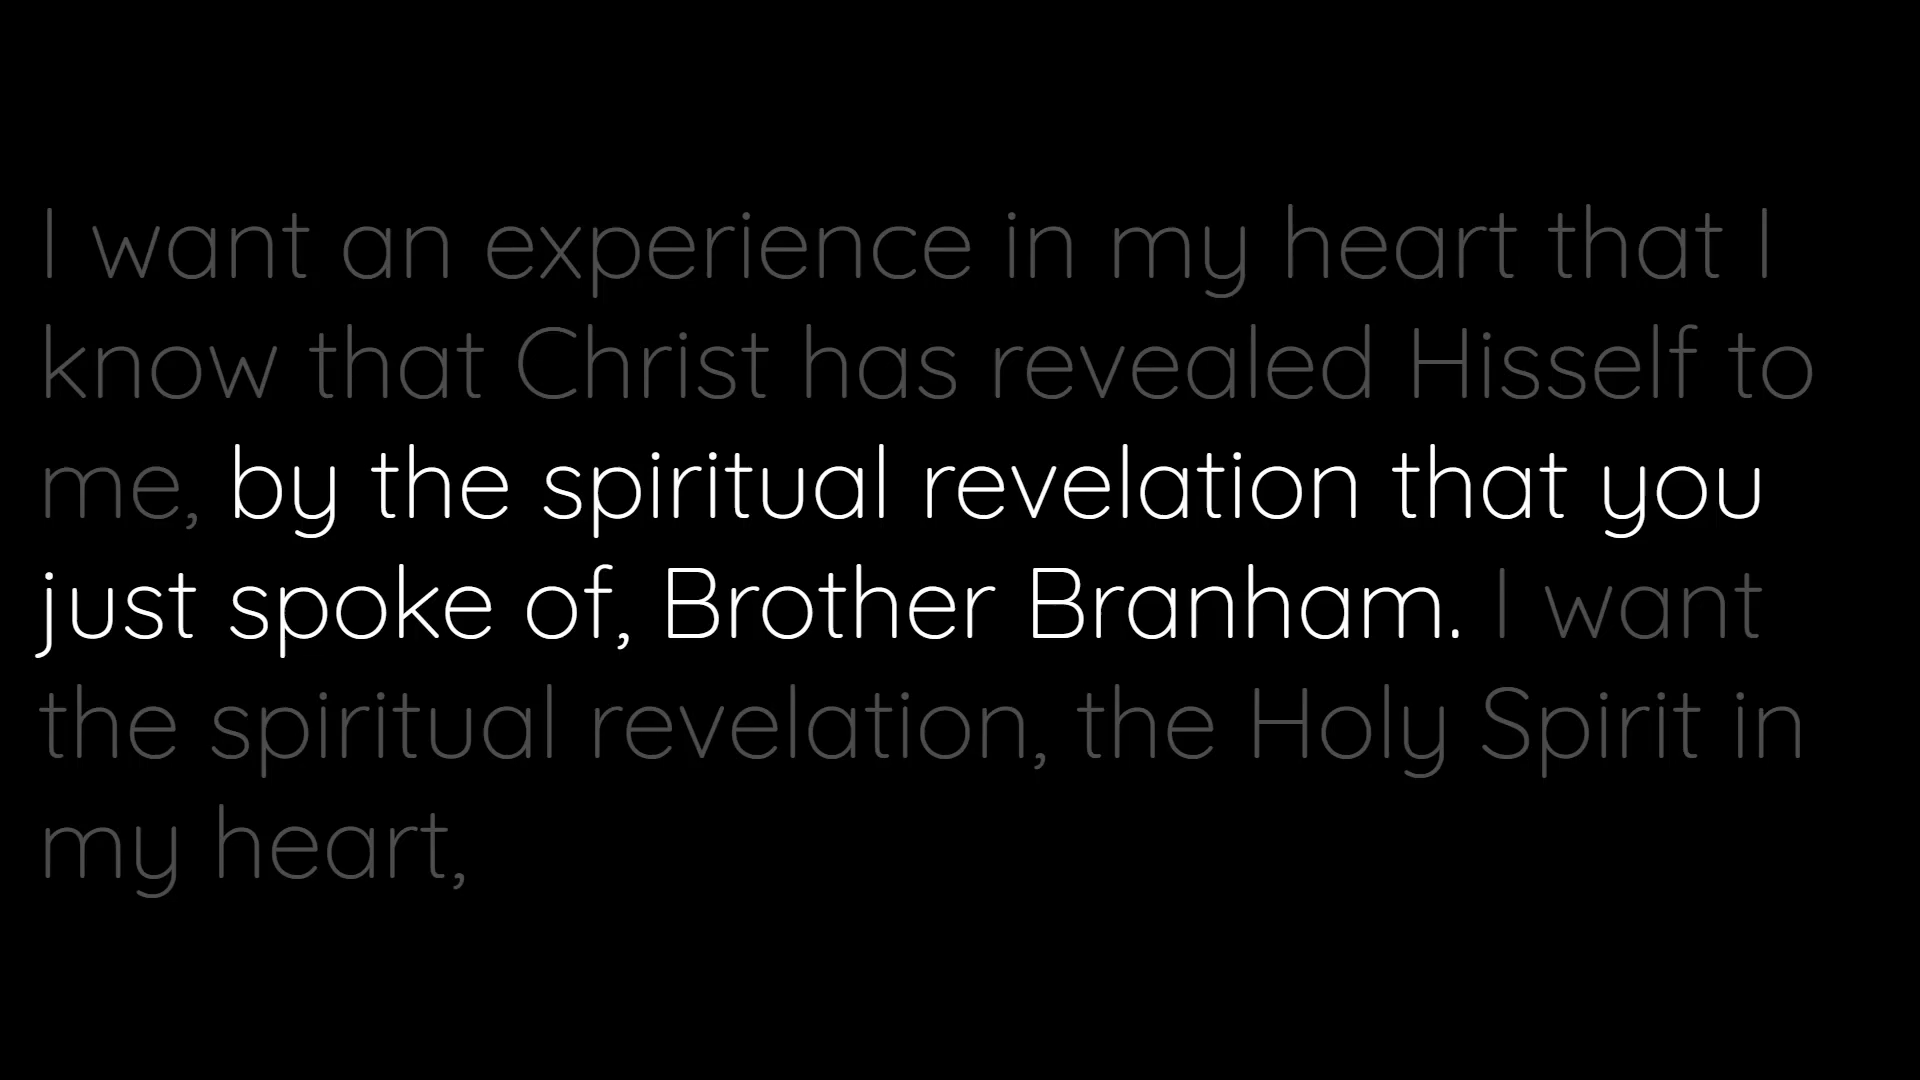 I want an experience in my heart that I
know that Christ has revealed Hisself to
me, by the spiritual revelation that you
just spoke of, Brother Branham. I want
the spiritual revelation, the Holy Spirit in
my heart,